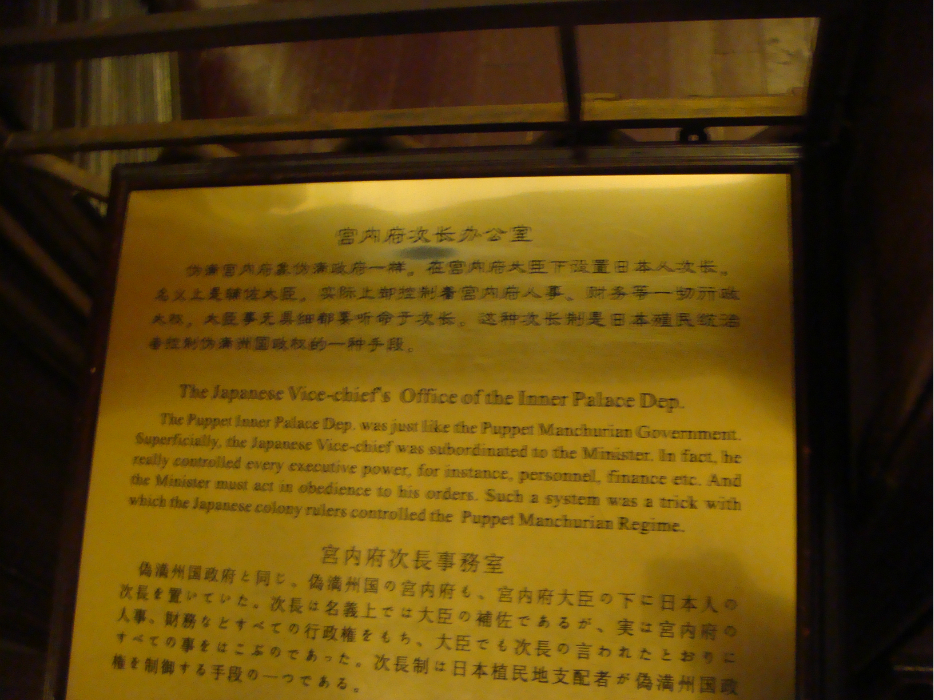 宫内府次长办公室
伪满宫内府象伪满政府一样。在宫内府大臣下设置日本人次长。
名义上是辅佐大臣，实际上却控制着宫内府人事、财务等一切行政
大权，大臣事无巨细都要听命于次长。这种次长制是日本殖民统治
者控制伪满洲国政权的一种手段。
The Japanese Vice-chief's Office of the Inner Palace Dep.
The Puppet Inner Palace Dep. was just like the Puppet Manchurian Government.
Superficially, the Japanese Vice-chief was subordinated to the Minister. In fact, he
really controlled every executive power, for instance, personnel, finance etc. And
the Minister must act in obedience to his orders. Such a system was a trick with
which the Japanese colony rulers controlled the Puppet Manchurian Regime.
宮内府次長事務室
偽満州国政府と同じ。偽満州国の宮内府も、宮内府大臣の下に日本人の
次長を置いていた。次長は名義上では大臣の補佐であるが、実は宮内府の
人事、財務などすべての行政権をもち、大臣でも次長の言われたとおりに
すべての事をはこぶのであった。次長制は日本植民地支配者が偽満州国政
権を制御する手段の一つである。